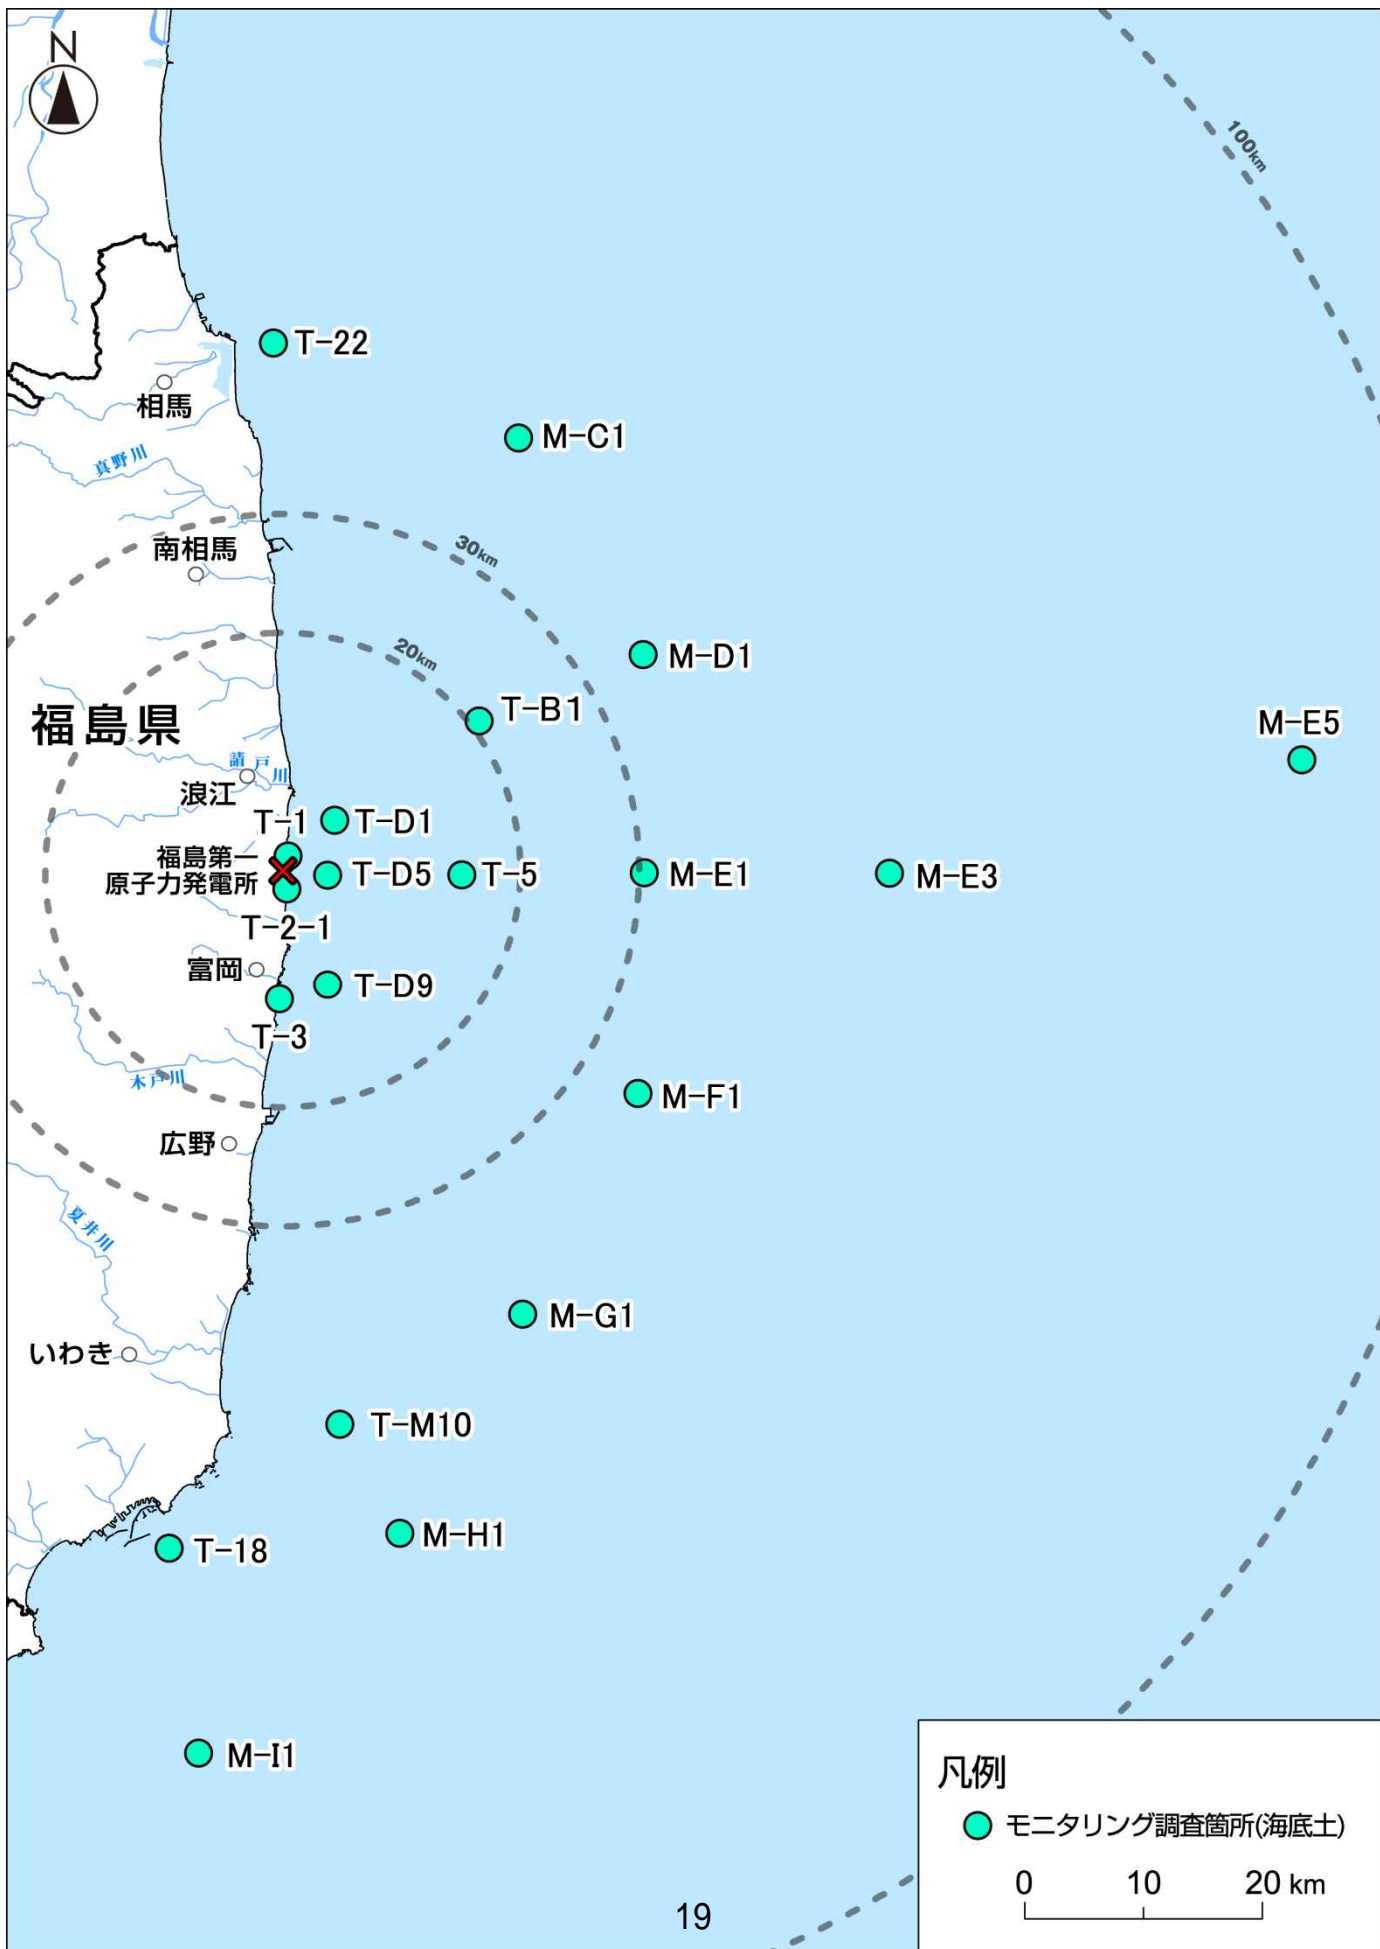 N
100km
T-22
相馬
M-C1
真野川
30km
南相馬
20km
M-D1
T-B1
福島県
M-E5
請戸川
浪江
T-1
T-D1
福島第一
原子力発電所
T-D5
T-5
M-E1
M-E3
T-2-1
富岡
T-D9
T-3
木戸川
M-F1
広野
夏井川
M-G1
いわき
T-M10
M-H1
T-18
M-I1
凡例
モニタリング調査箇所(海底土)
0 10 20 km
19